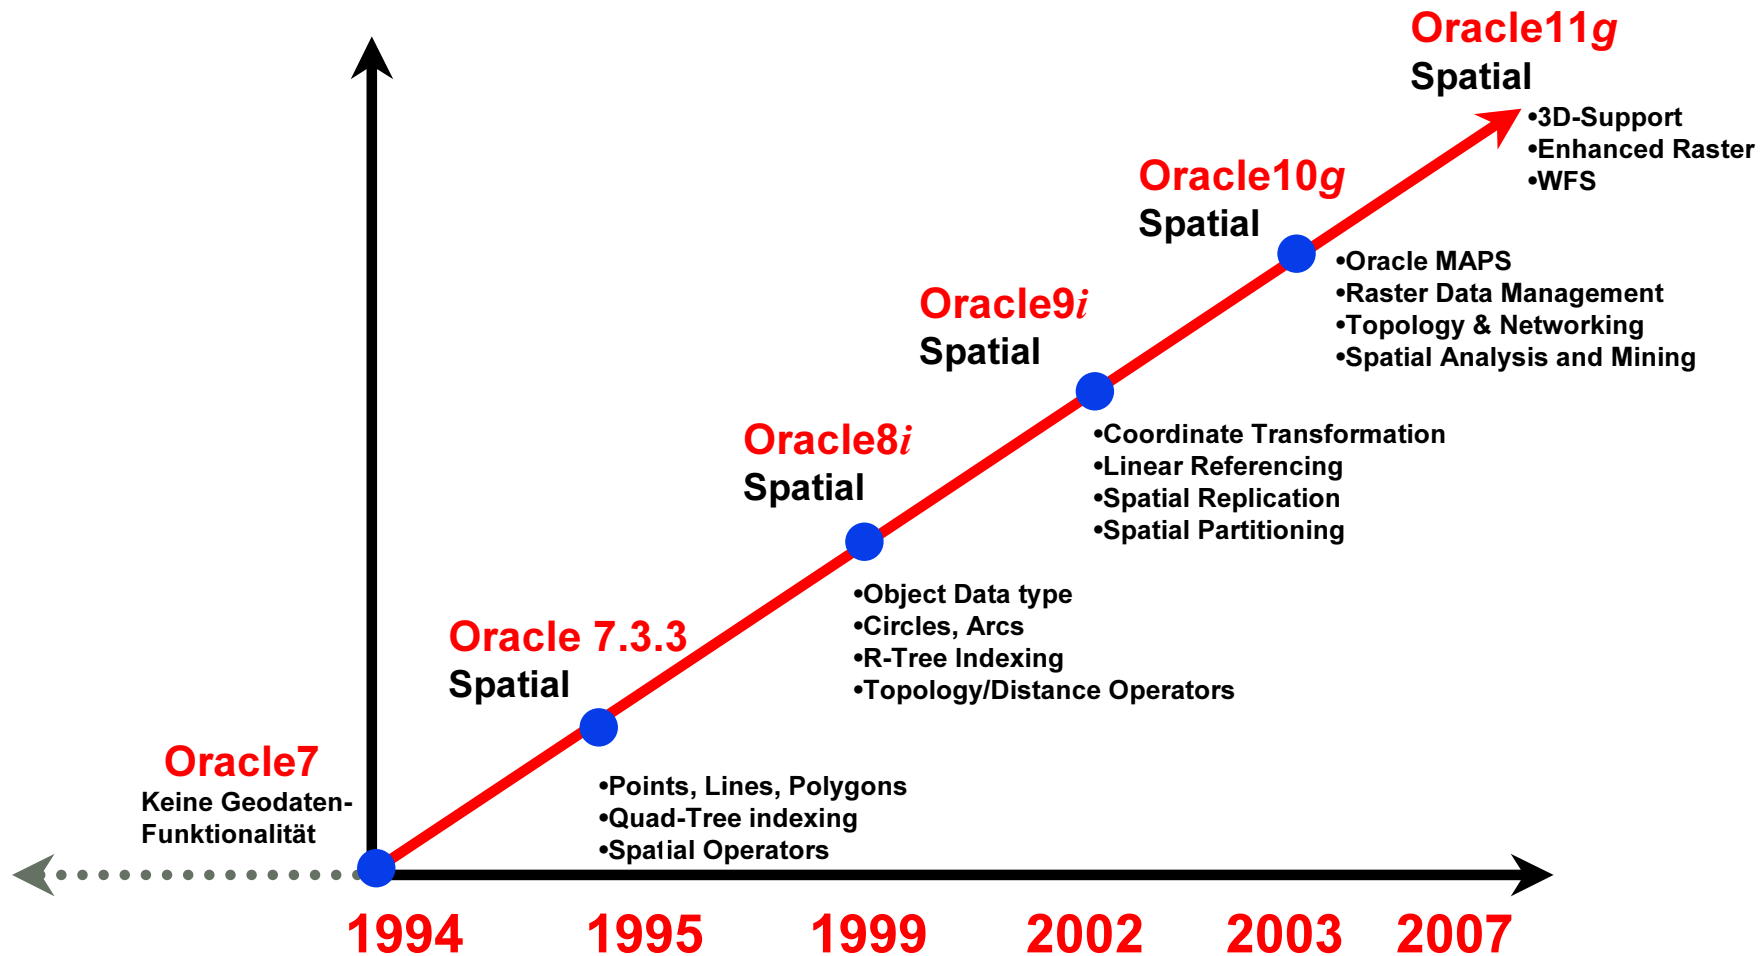 Oracle11g
Spatial
•3D-Support
•Enhanced Raster
•WFS
Oracle10g
Spatial
•Oracle MAPS
•Raster Data Management
•Topology & Networking
•Spatial Analysis and Mining
Oracle9i
Spatial
•Coordinate Transformation
•Linear Referencing
•Spatial Replication
•Spatial Partitioning
Oracle8i
Spatial
•Object Data type
•Circles, Arcs
•R-Tree Indexing
•Topology/Distance Operators
Oracle 7.3.3
Spatial
•Points, Lines, Polygons
•Quad-Tree indexing
•Spatial Operators
Oracle7
Keine Geodaten-
Funktionalität
1994 1995 1999 2002 2003 2007